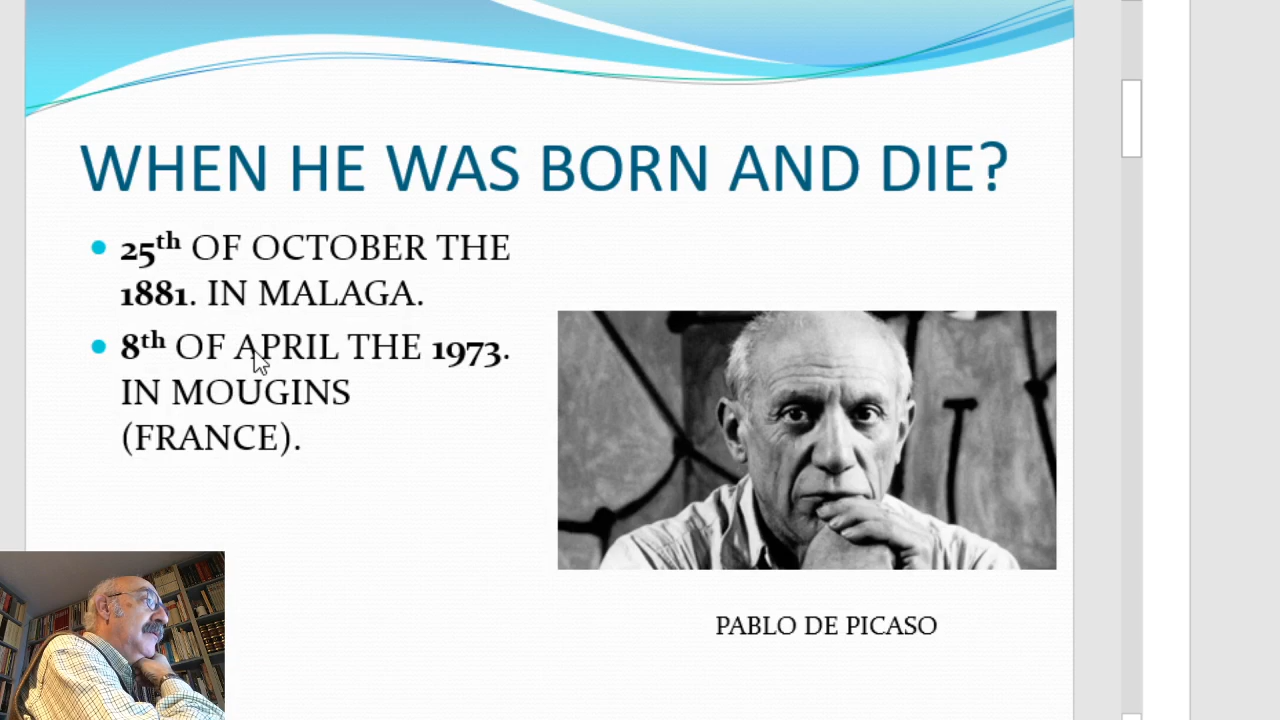 WHEN HE WAS BORN AND DIE?
25th OF OCTOBER THE
1881. IN MALAGA.
8th OF APRIL THE 1973.
IN MOUGINS
(FRANCE).
PABLO DE PICASO